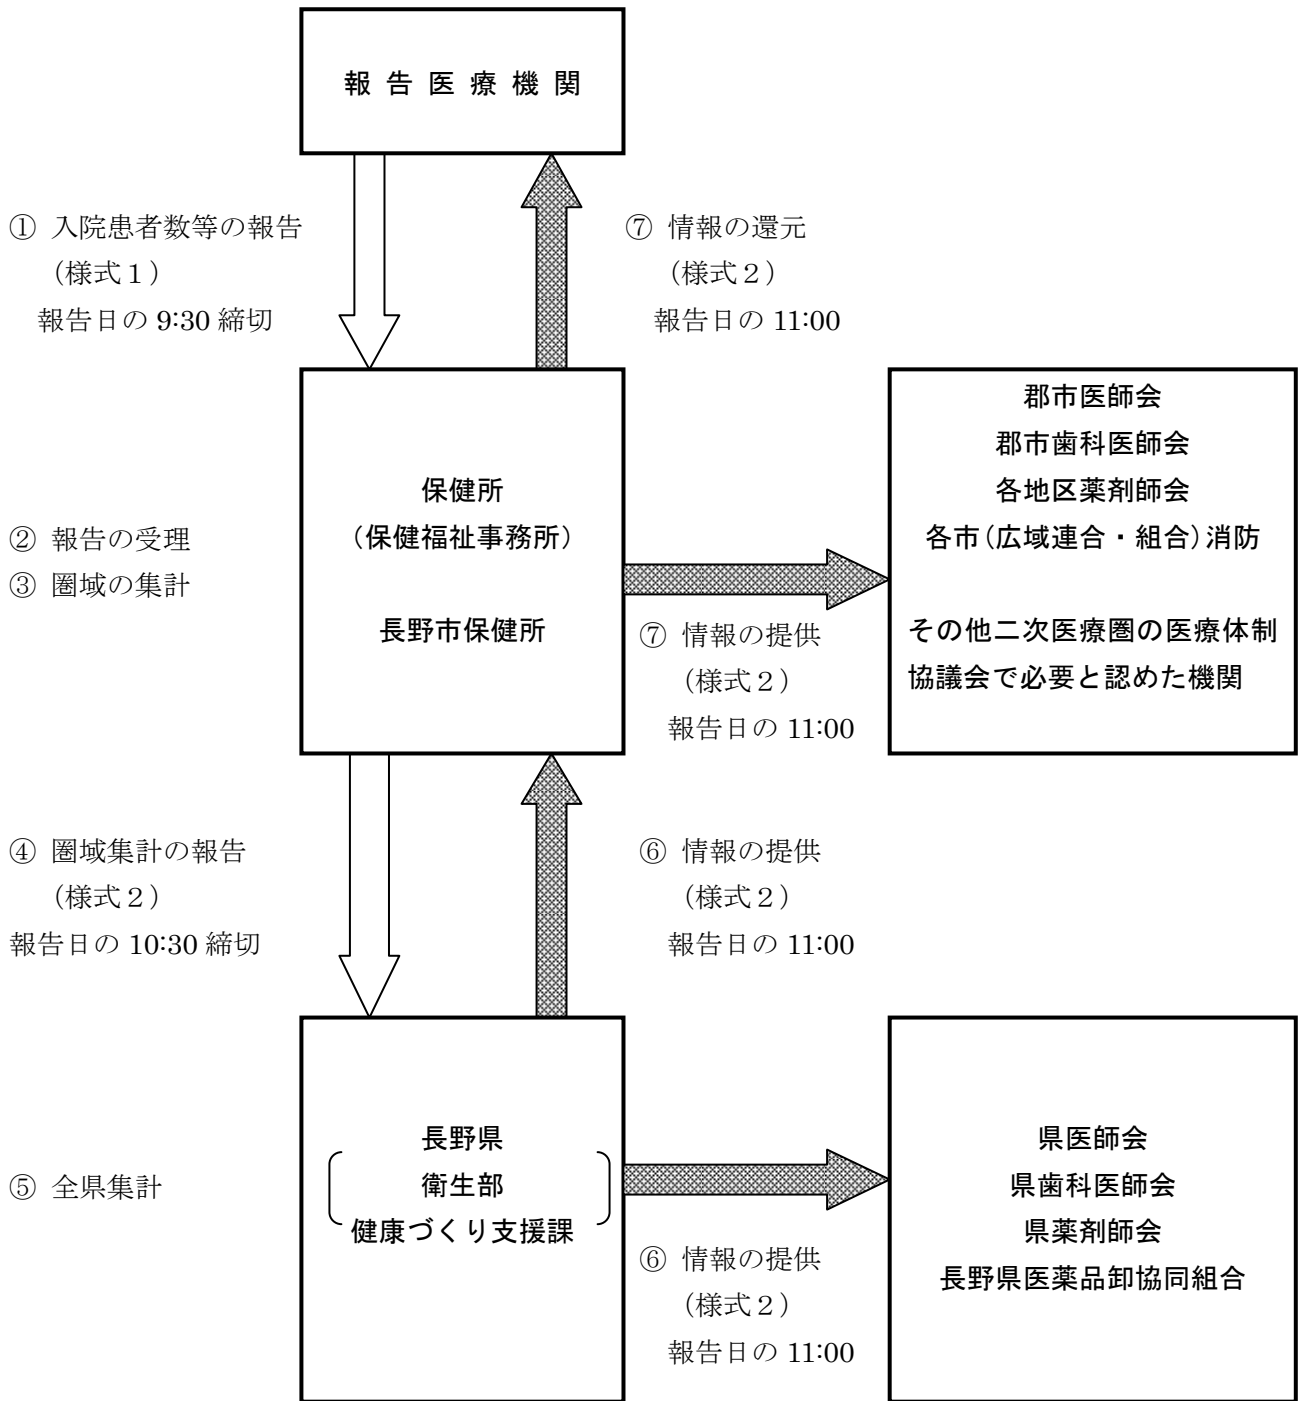 報 告 医 療 機 関
① 入院患者数等の報告
（様式１）
報告日の 9:30 締切
⑦ 情報の還元
（様式２）
報告日の 11:00
保健所
（保健福祉事務所）
長野市保健所
② 報告の受理
③ 圏域の集計
郡市医師会
郡市歯科医師会
各地区薬剤師会
各市(広域連合・組合)消防
その他二次医療圏の医療体制
協議会で必要と認めた機関
⑦ 情報の提供
（様式２）
報告日の 11:00
④ 圏域集計の報告
（様式２）
報告日の 10:30 締切
⑥ 情報の提供
（様式２）
報告日の 11:00
長野県
衛生部
健康づくり支援課
⑤ 全県集計
県医師会
県歯科医師会
県薬剤師会
長野県医薬品卸協同組合
⑥ 情報の提供
（様式２）
報告日の 11:00